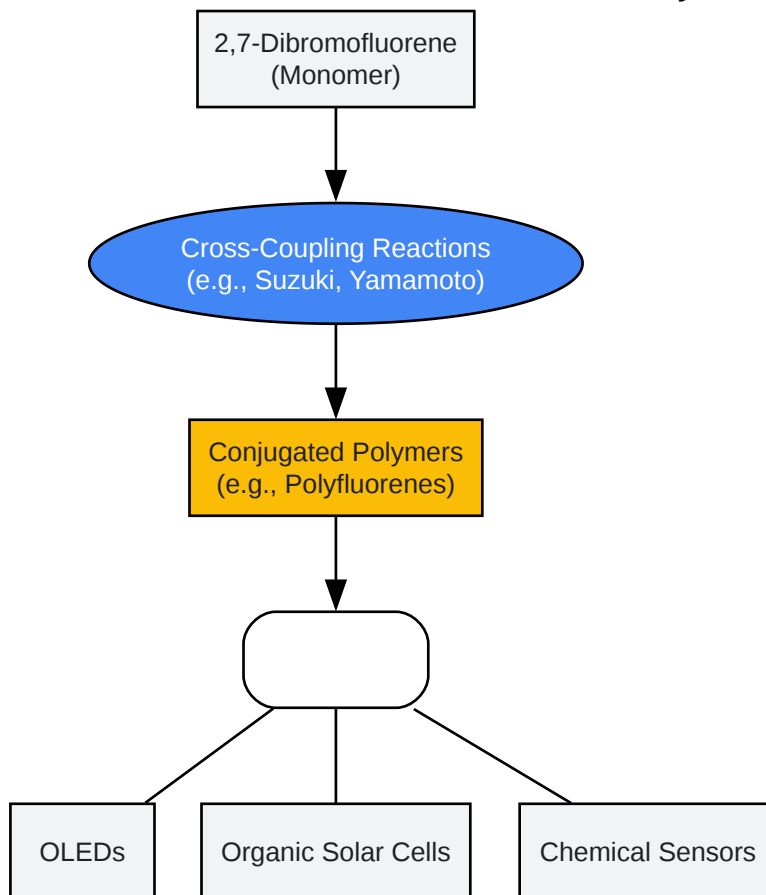 2,7-Dibromofluorene
(Monomer)
Cross-Coupling Reactions
(e.g., Suzuki, Yamamoto)
Conjugated Polymers
(e.g., Polyfluorenes)
OLEDs
Organic Solar Cells
Chemical Sensors